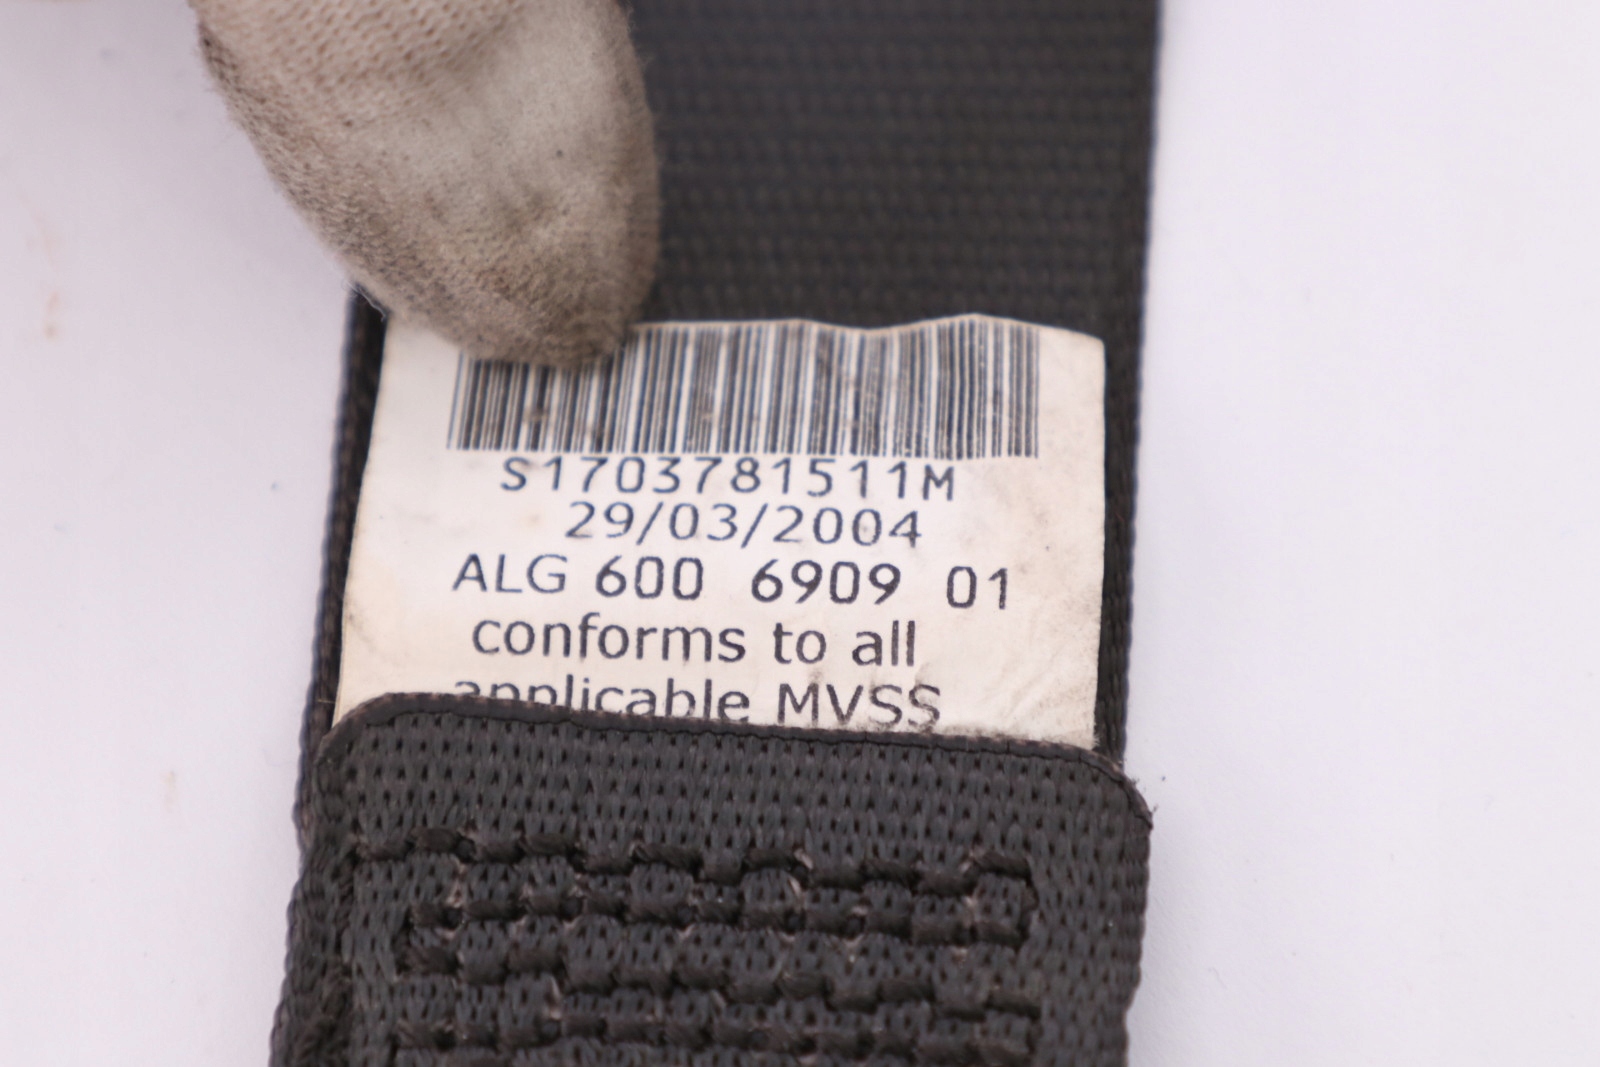 S1703781511M
29/03/2004
ALG 600 6909 01
conforms to all
applicable MVSS